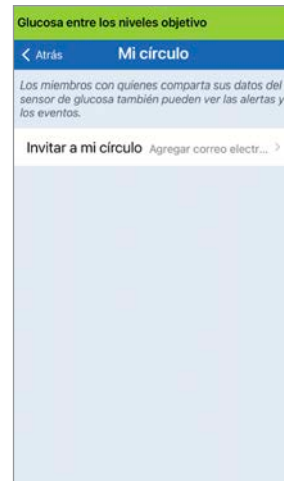 Glucosa entre los niveles objetivo
Atrás Mi círculo
Los miembros con quienes comparta sus datos del
sensor de glucosa también pueden ver las alertas y
los eventos.
Invitar a mi círculo Agregar correo electr...